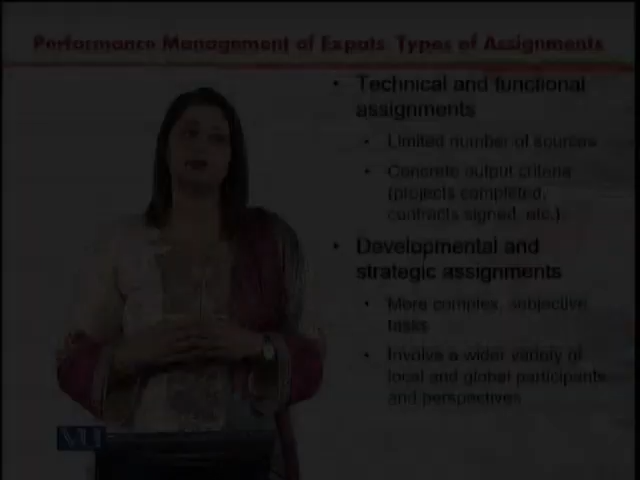 Performance Management of Expats: Types of Assignments
• Technical and functional
assignments
• Limited number of sources
• Concrete output criteria
(projects completed,
contracts signed, etc.)
• Developmental and
strategic assignments
• More complex, subjective
tasks
• Involve a wider variety of
local and global participants
and perspectives
VU